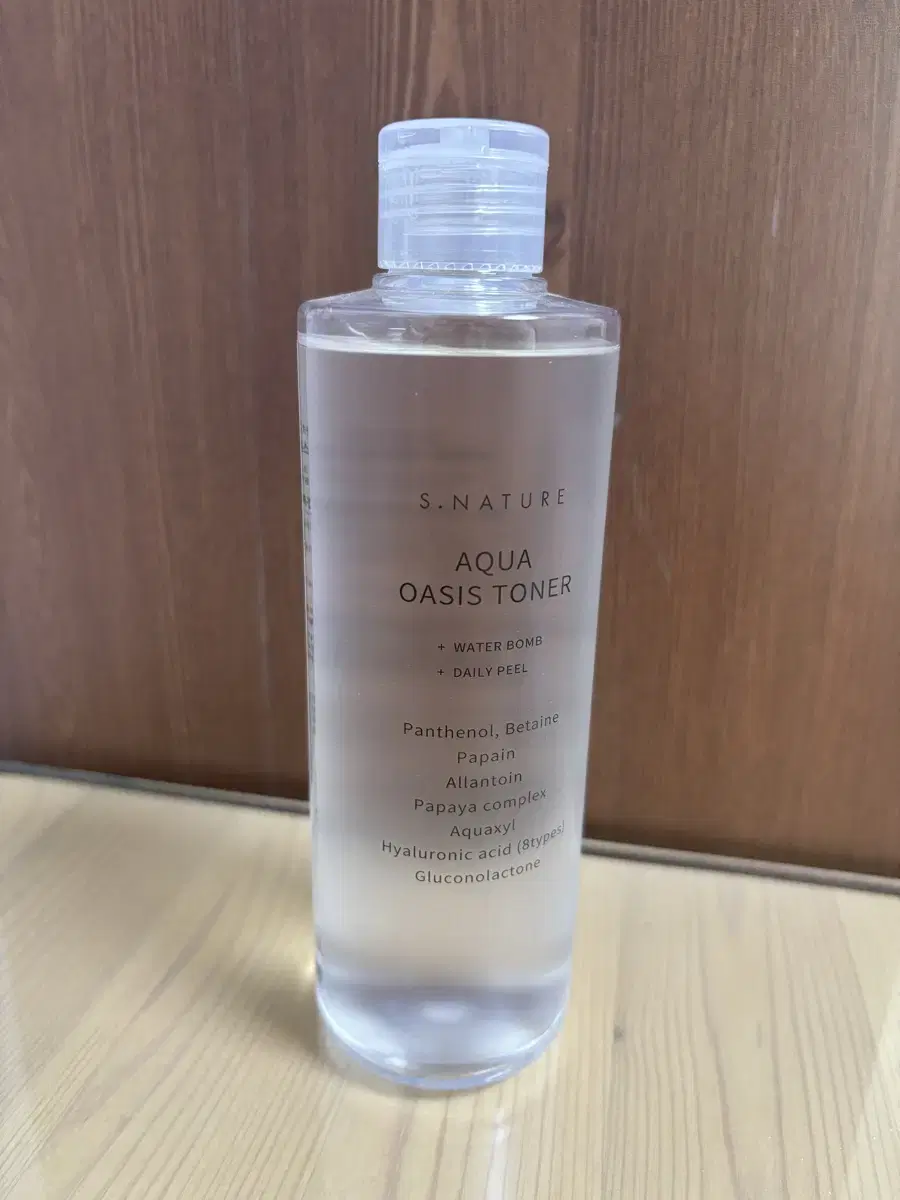 S.NATURE
AQUA
OASIS TONER
+ WATER BOMB
+ DAILY PEEL
Panthenol, Betaine
Papain
Allantoin
Papaya complex
Aquaxyl
Hyaluronic acid (8types)
Gluconolactone